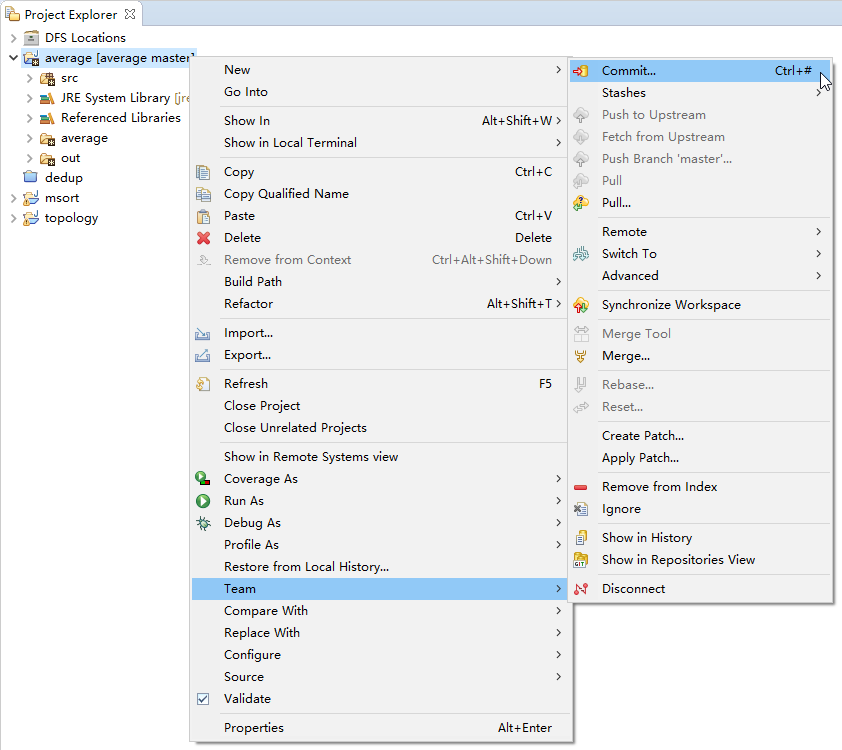 Project Explorer
DFS Locations
average [average master]
src
JRE System Library [jre
Referenced Libraries
average
out
dedup
msort
topology
New
Go Into
Show In Alt+Shift+W
Show in Local Terminal
Copy Ctrl+C
Copy Qualified Name
Paste Ctrl+V
Delete Delete
Remove from Context Ctrl+Alt+Shift+Down
Build Path
Refactor Alt+Shift+T
Import...
Export...
Refresh F5
Close Project
Close Unrelated Projects
Show in Remote Systems view
Coverage As
Run As
Debug As
Profile As
Restore from Local History...
Team
Compare With
Replace With
Configure
Source
Validate
Properties Alt+Enter
Commit... Ctrl+#
Stashes
Push to Upstream
Fetch from Upstream
Push Branch 'master'...
Pull
Pull...
Remote
Switch To
Advanced
Synchronize Workspace
Merge Tool
Merge...
Rebase...
Reset...
Create Patch...
Apply Patch...
Remove from Index
Ignore
Show in History
GIT Show in Repositories View
Disconnect